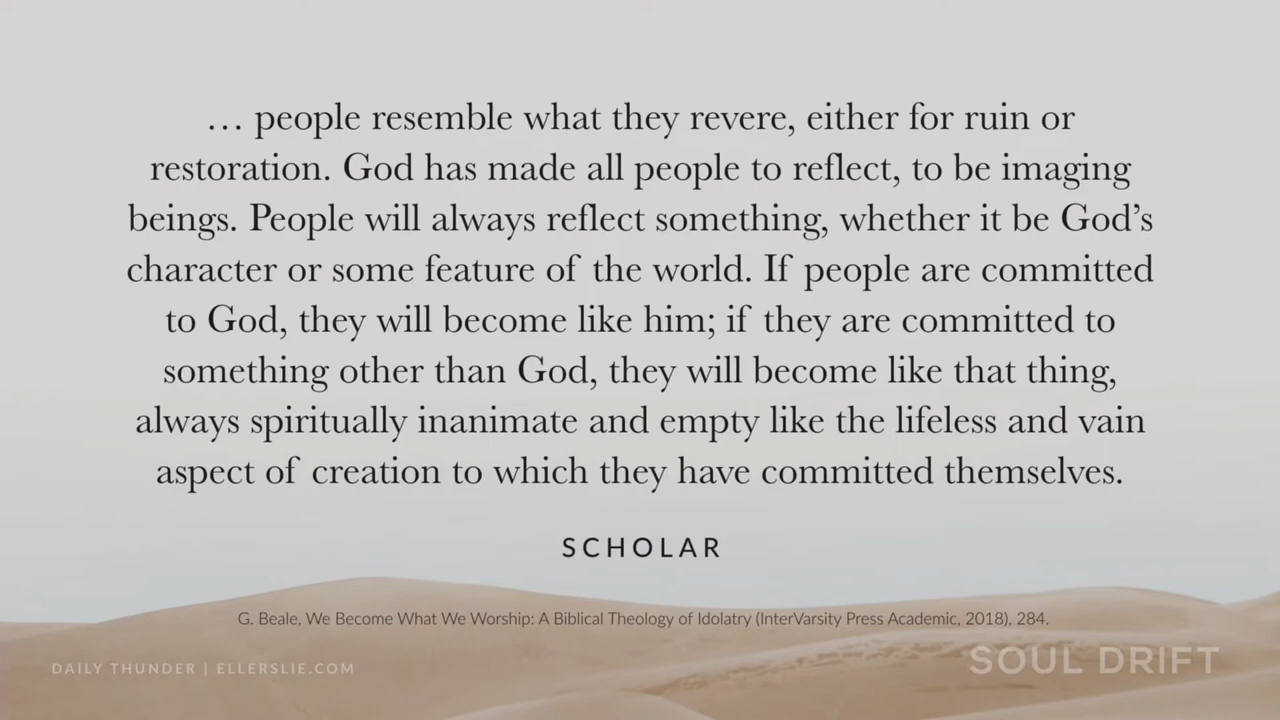 … people resemble what they revere, either for ruin or
restoration. God has made all people to reflect, to be imaging
beings. People will always reflect something, whether it be God’s
character or some feature of the world. If people are committed
to God, they will become like him; if they are committed to
something other than God, they will become like that thing,
always spiritually inanimate and empty like the lifeless and vain
aspect of creation to which they have committed themselves.
SCHOLAR
G. Beale, We Become What We Worship: A Biblical Theology of Idolatry (InterVarsity Press Academic, 2018), 284.
DAILY THUNDER | ELLERSLIE.COM
SOUL DRIFT